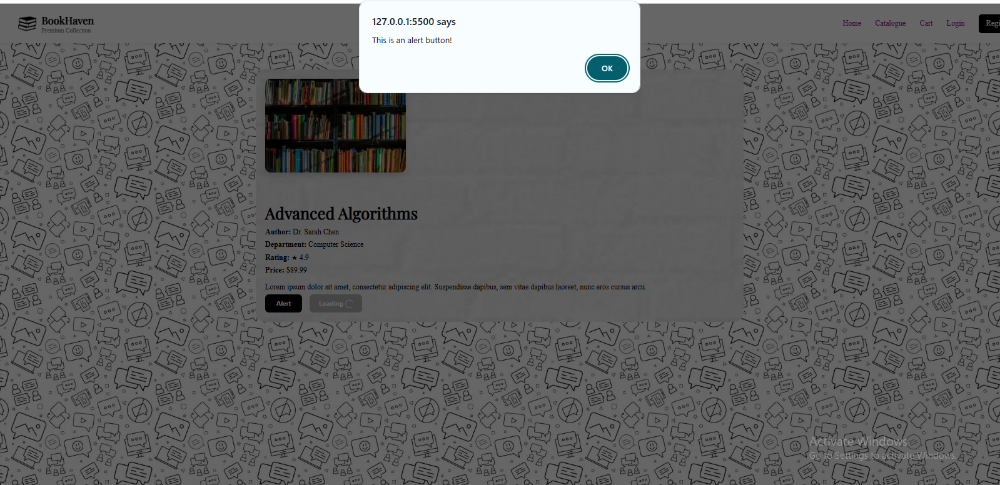 127.0.0.1:5500 says
This is an alert button!
OK
BookHaven
Premium Collection
Home Catalogue Cart Login Regi
Advanced Algorithms
Author: Dr. Sarah Chen
Department: Computer Science
Rating: ★ 4.9
Price: $89.99
Lorem ipsum dolor sit amet, consectetur adipiscing elit. Suspendisse dapibus, sem vitae dapibus laoreet, nunc eros cursus arcu.
Alert Loading
Activate Windows
Go to Settings to activate Windows.